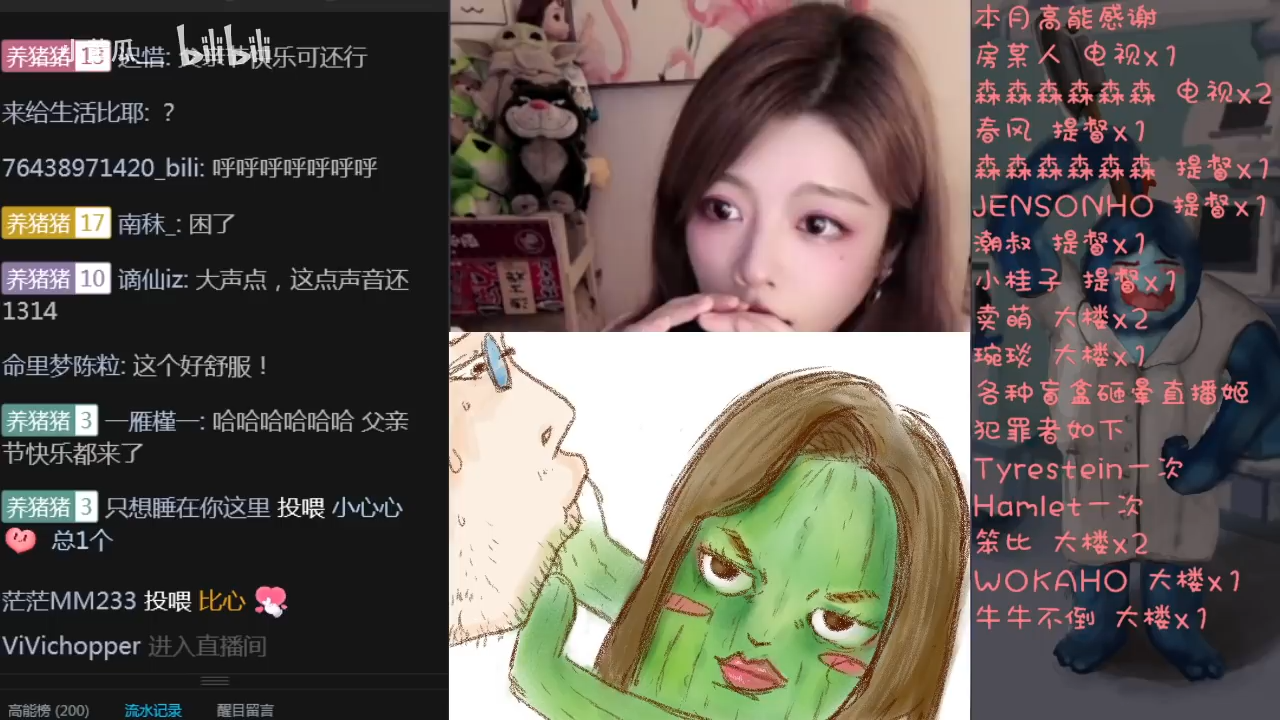 bilibili
养猪猪 15 迟惜: 父亲节快乐可还行
来给生活比耶: ？
76438971420_bili: 呼呼呼呼呼呼呼
养猪猪 17 南秣_: 困了
养猪猪 10 谪仙iz: 大声点，这点声音还
1314
命里梦陈粒: 这个好舒服！
养猪猪 3 一雁槿一: 哈哈哈哈哈哈 父亲
节快乐都来了
养猪猪 3 只想睡在你这里 投喂 小心心
总1个
茫茫MM233 投喂 比心
ViVichopper 进入直播间
高能榜 (200) 流水记录 醒目留言
本月高能感谢
房某人 电视x1
森森森森森森 电视x2
春风 提督x1
森森森森森森 提督x1
JENSONHO 提督x1
潮叔 提督x1
小桂子 提督x1
卖萌 大楼x2
琬琰 大楼x1
各种盲盒砸晕直播姬
犯罪者如下
Tyrestein一次
Hamlet一次
笨比 大楼x2
WOKAHO 大楼x1
牛牛不倒 大楼x1